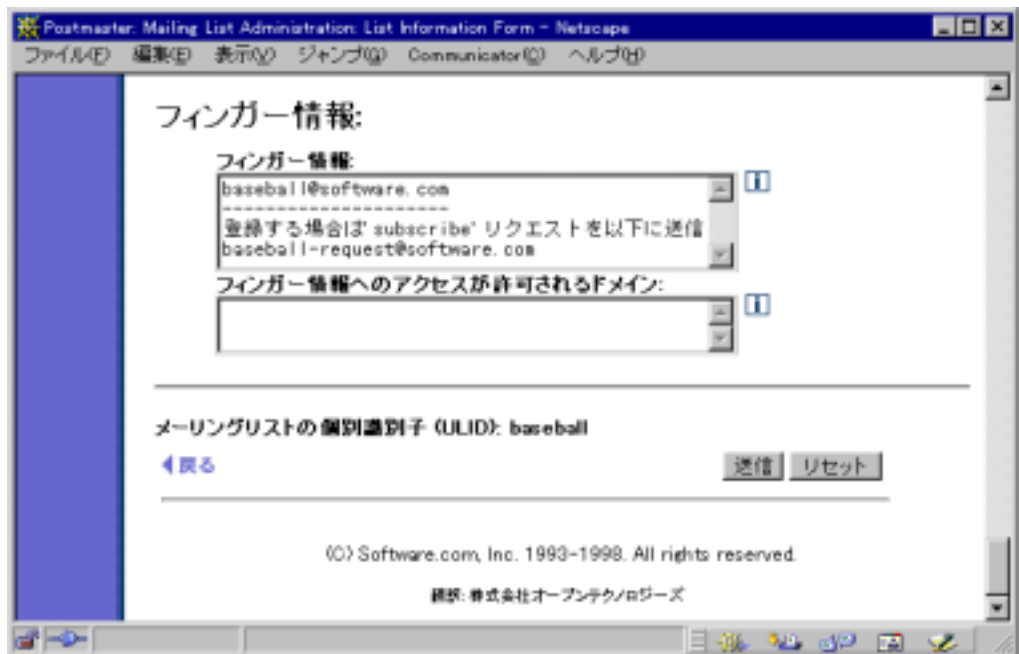 Postmaster: Mailing List Administration: List Information Form - Netscape
ファイル(F) 編集(E) 表示(V) ジャンプ(G) Communicator(C) ヘルプ(H)
フィンガー情報:
フィンガー情報:
baseball@software.com
----------------------
登録する場合は'subscribe'リクエストを以下に送信
baseball-request@software.com
フィンガー情報へのアクセスが許可されるドメイン:
メーリングリストの個別識別子 (ULID): baseball
戻る 送信 リセット
(C) Software.com, Inc. 1993-1998. All rights reserved.
翻訳: 株式会社オープンテクノロジーズ